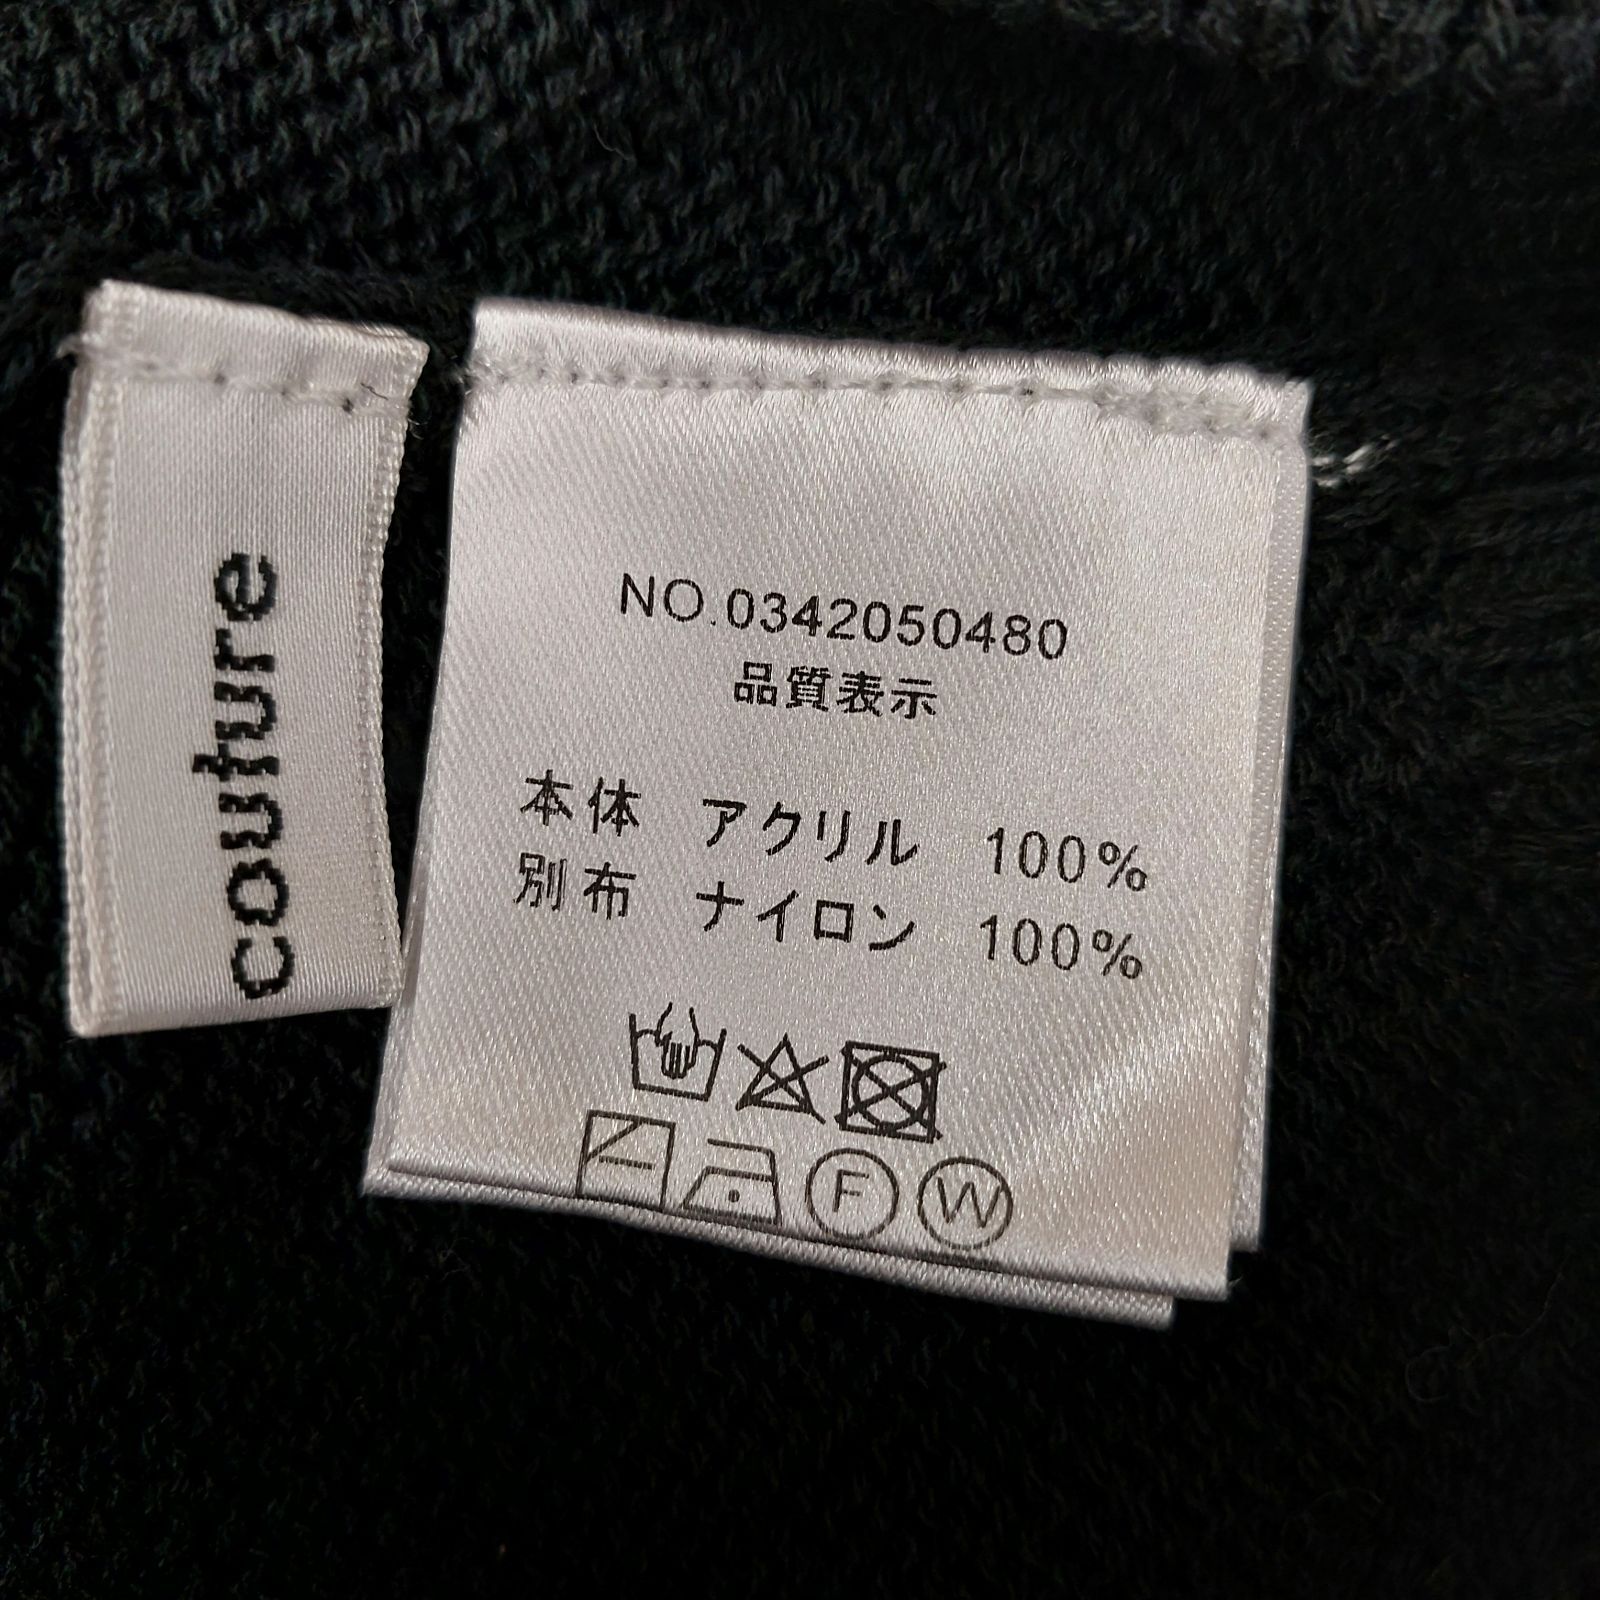 couture
NO.0342050480
品質表示
本体 アクリル 100%
別布 ナイロン 100%
F W